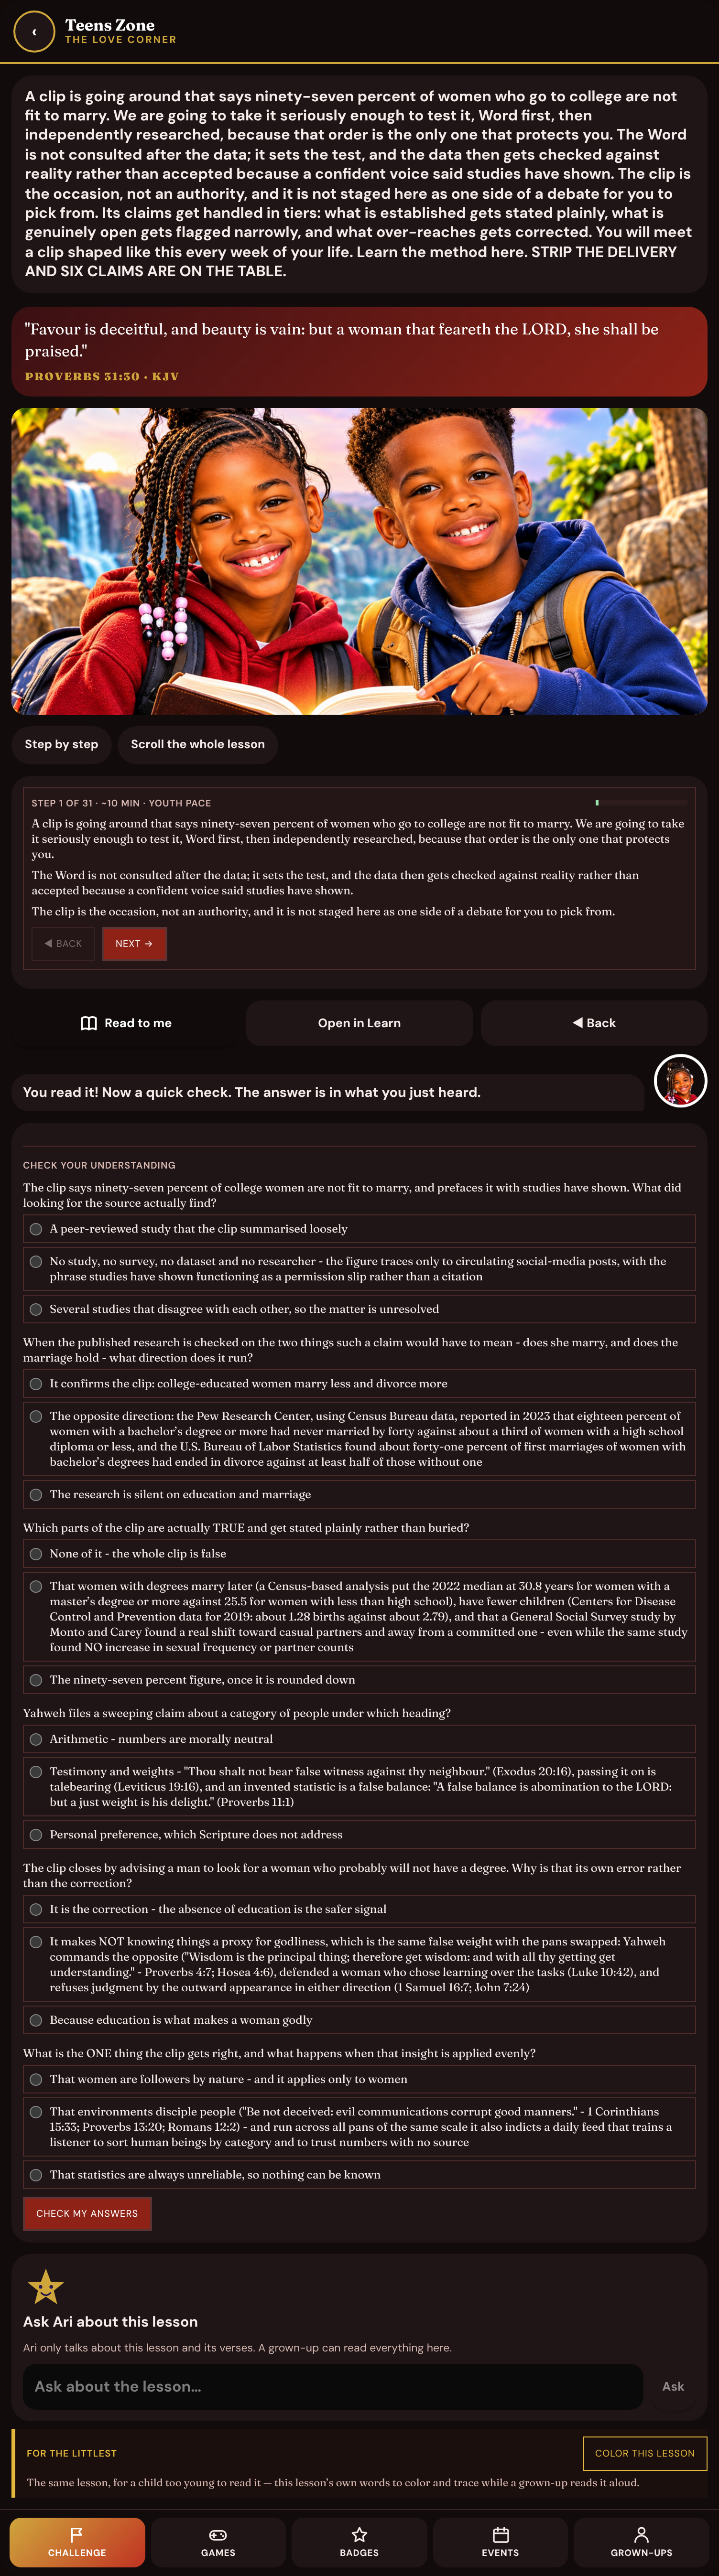 ‹
Teens Zone
THE LOVE CORNER
A clip is going around that says ninety-seven percent of women who go to college are not
fit to marry. We are going to take it seriously enough to test it, Word first, then
independently researched, because that order is the only one that protects you. The Word
is not consulted after the data; it sets the test, and the data then gets checked against
reality rather than accepted because a confident voice said studies have shown. The clip is
the occasion, not an authority, and it is not staged here as one side of a debate for you to
pick from. Its claims get handled in tiers: what is established gets stated plainly, what is
genuinely open gets flagged narrowly, and what over-reaches gets corrected. You will meet
a clip shaped like this every week of your life. Learn the method here. STRIP THE DELIVERY
AND SIX CLAIMS ARE ON THE TABLE.
"Favour is deceitful, and beauty is vain: but a woman that feareth the LORD, she shall be
praised."
PROVERBS 31:30 · KJV
Step by step
Scroll the whole lesson
STEP 1 OF 31 · ~10 MIN · YOUTH PACE
A clip is going around that says ninety-seven percent of women who go to college are not fit to marry. We are going to take
it seriously enough to test it, Word first, then independently researched, because that order is the only one that protects
you.
The Word is not consulted after the data; it sets the test, and the data then gets checked against reality rather than
accepted because a confident voice said studies have shown.
The clip is the occasion, not an authority, and it is not staged here as one side of a debate for you to pick from.
◀ BACK
NEXT →
Read to me
Open in Learn
◀ Back
You read it! Now a quick check. The answer is in what you just heard.
CHECK YOUR UNDERSTANDING
The clip says ninety-seven percent of college women are not fit to marry, and prefaces it with studies have shown. What did
looking for the source actually find?
A peer-reviewed study that the clip summarised loosely
No study, no survey, no dataset and no researcher - the figure traces only to circulating social-media posts, with the
phrase studies have shown functioning as a permission slip rather than a citation
Several studies that disagree with each other, so the matter is unresolved
When the published research is checked on the two things such a claim would have to mean - does she marry, and does the
marriage hold - what direction does it run?
It confirms the clip: college-educated women marry less and divorce more
The opposite direction: the Pew Research Center, using Census Bureau data, reported in 2023 that eighteen percent of
women with a bachelor's degree or more had never married by forty against about a third of women with a high school
diploma or less, and the U.S. Bureau of Labor Statistics found about forty-one percent of first marriages of women with
bachelor's degrees had ended in divorce against at least half of those without one
The research is silent on education and marriage
Which parts of the clip are actually TRUE and get stated plainly rather than buried?
None of it - the whole clip is false
That women with degrees marry later (a Census-based analysis put the 2022 median at 30.8 years for women with a
master's degree or more against 25.5 for women with less than high school), have fewer children (Centers for Disease
Control and Prevention data for 2019: about 1.28 births against about 2.79), and that a General Social Survey study by
Monto and Carey found a real shift toward casual partners and away from a committed one - even while the same study
found NO increase in sexual frequency or partner counts
The ninety-seven percent figure, once it is rounded down
Yahweh files a sweeping claim about a category of people under which heading?
Arithmetic - numbers are morally neutral
Testimony and weights - "Thou shalt not bear false witness against thy neighbour." (Exodus 20:16), passing it on is
talebearing (Leviticus 19:16), and an invented statistic is a false balance: "A false balance is abomination to the LORD:
but a just weight is his delight." (Proverbs 11:1)
Personal preference, which Scripture does not address
The clip closes by advising a man to look for a woman who probably will not have a degree. Why is that its own error rather
than the correction?
It is the correction - the absence of education is the safer signal
It makes NOT knowing things a proxy for godliness, which is the same false weight with the pans swapped: Yahweh
commands the opposite ("Wisdom is the principal thing; therefore get wisdom: and with all thy getting get
understanding." - Proverbs 4:7; Hosea 4:6), defended a woman who chose learning over the tasks (Luke 10:42), and
refuses judgment by the outward appearance in either direction (1 Samuel 16:7; John 7:24)
Because education is what makes a woman godly
What is the ONE thing the clip gets right, and what happens when that insight is applied evenly?
That women are followers by nature - and it applies only to women
That environments disciple people ("Be not deceived: evil communications corrupt good manners." - 1 Corinthians
15:33; Proverbs 13:20; Romans 12:2) - and run across all pans of the same scale it also indicts a daily feed that trains a
listener to sort human beings by category and to trust numbers with no source
That statistics are always unreliable, so nothing can be known
CHECK MY ANSWERS
Ask Ari about this lesson
Ari only talks about this lesson and its verses. A grown-up can read everything here.
Ask about the lesson...
Ask
FOR THE LITTLEST
COLOR THIS LESSON
The same lesson, for a child too young to read it — this lesson's own words to color and trace while a grown-up reads it aloud.
CHALLENGE
GAMES
BADGES
EVENTS
GROWN-UPS